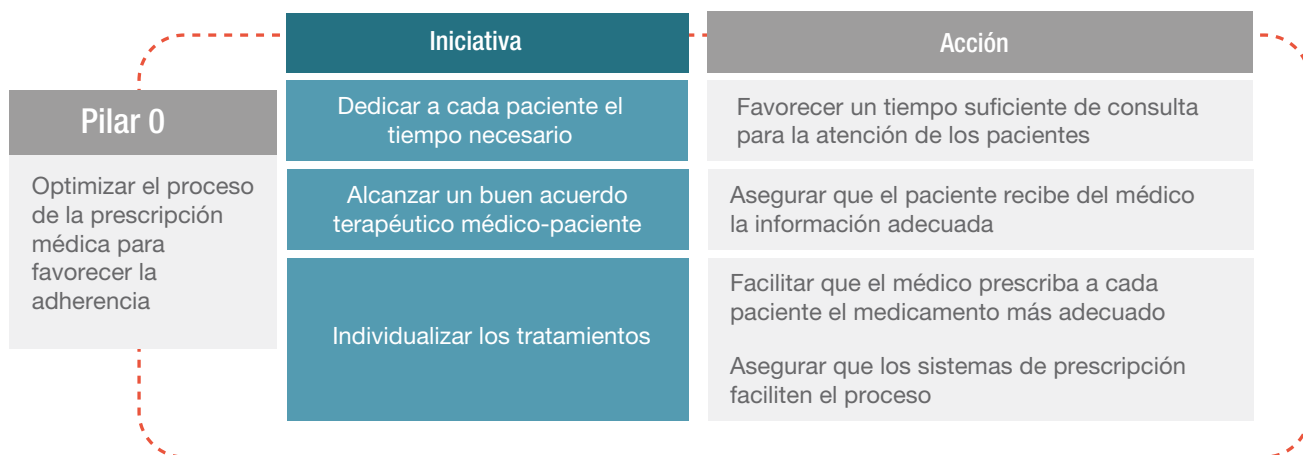 Iniciativa
Acción
Pilar 0
Optimizar el proceso
de la prescripción
médica para
favorecer la
adherencia
Dedicar a cada paciente el
tiempo necesario
Favorecer un tiempo suficiente de consulta
para la atención de los pacientes
Alcanzar un buen acuerdo
terapéutico médico-paciente
Asegurar que el paciente recibe del médico
la información adecuada
Individualizar los tratamientos
Facilitar que el médico prescriba a cada
paciente el medicamento más adecuado
Asegurar que los sistemas de prescripción
faciliten el proceso